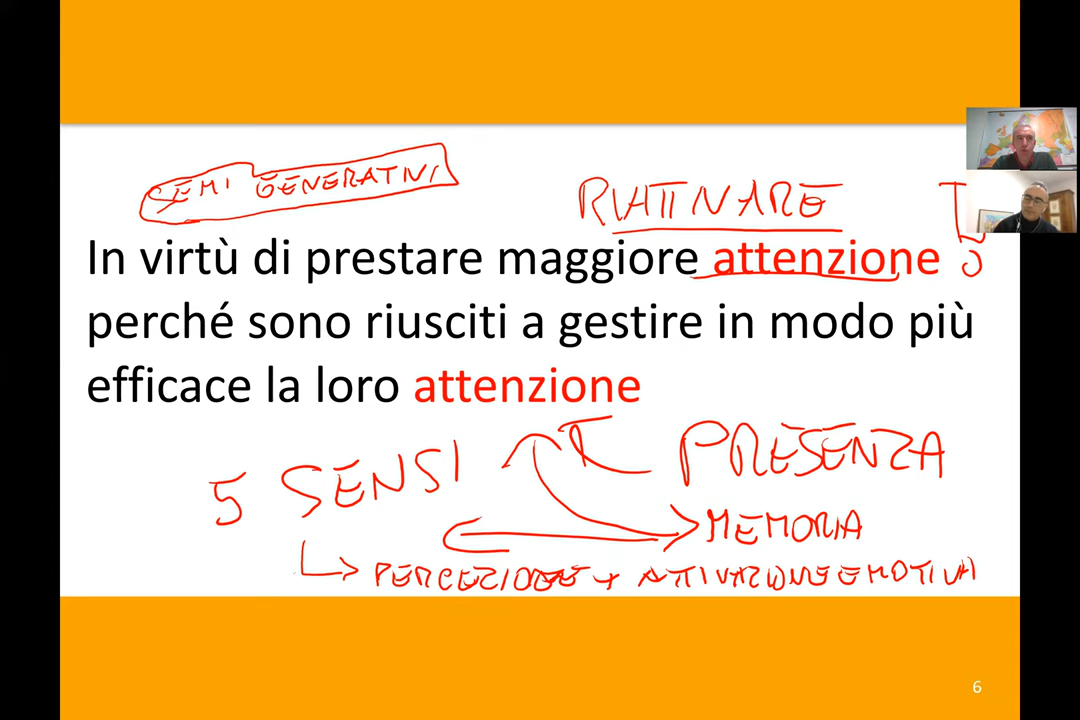 SEMI GENERATIVI
RIATTIVARE
In virtù di prestare maggiore attenzione
perché sono riusciti a gestire in modo più
efficace la loro attenzione
5 SENSI
PRESENZA
MEMORIA
PERCEZIONE + ATTIVAZIONE EMOTIVA
6